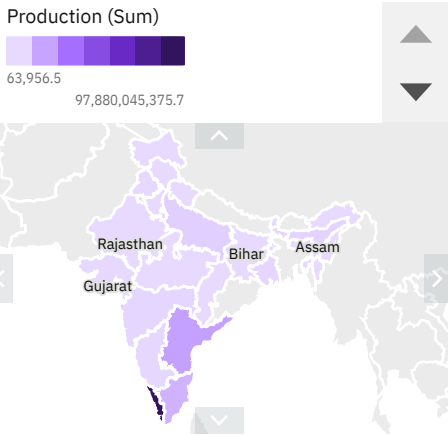 Production (Sum)
63,956.5
97,880,045,375.7
Rajasthan
Bihar
Assam
Gujarat